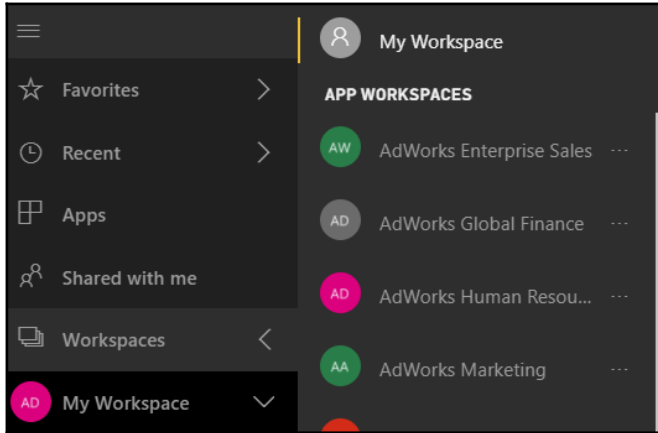 Favorites
Recent
Apps
Shared with me
Workspaces
AD My Workspace
My Workspace
APP WORKSPACES
AW AdWorks Enterprise Sales ...
AD AdWorks Global Finance ...
AD AdWorks Human Resou... ...
AA AdWorks Marketing ...